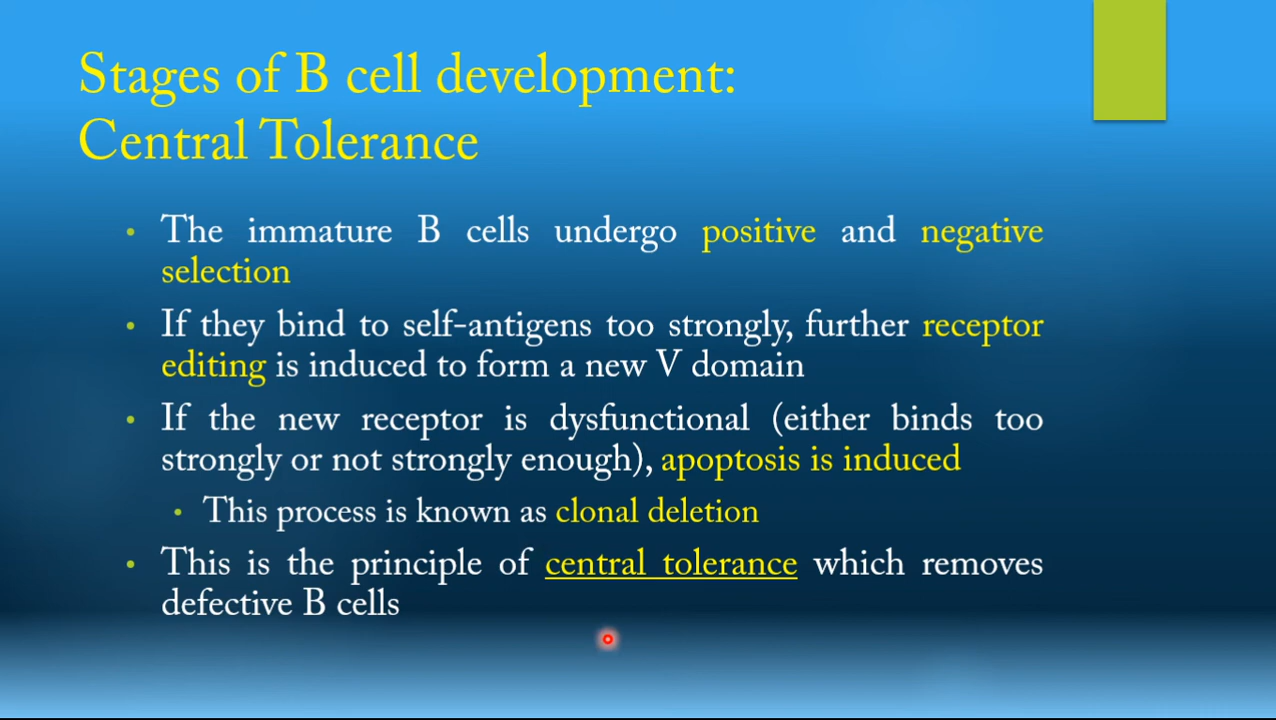 Stages of B cell development:
Central Tolerance
• The immature B cells undergo positive and negative
selection
• If they bind to self-antigens too strongly, further receptor
editing is induced to form a new V domain
• If the new receptor is dysfunctional (either binds too
strongly or not strongly enough), apoptosis is induced
• This process is known as clonal deletion
• This is the principle of central tolerance which removes
defective B cells